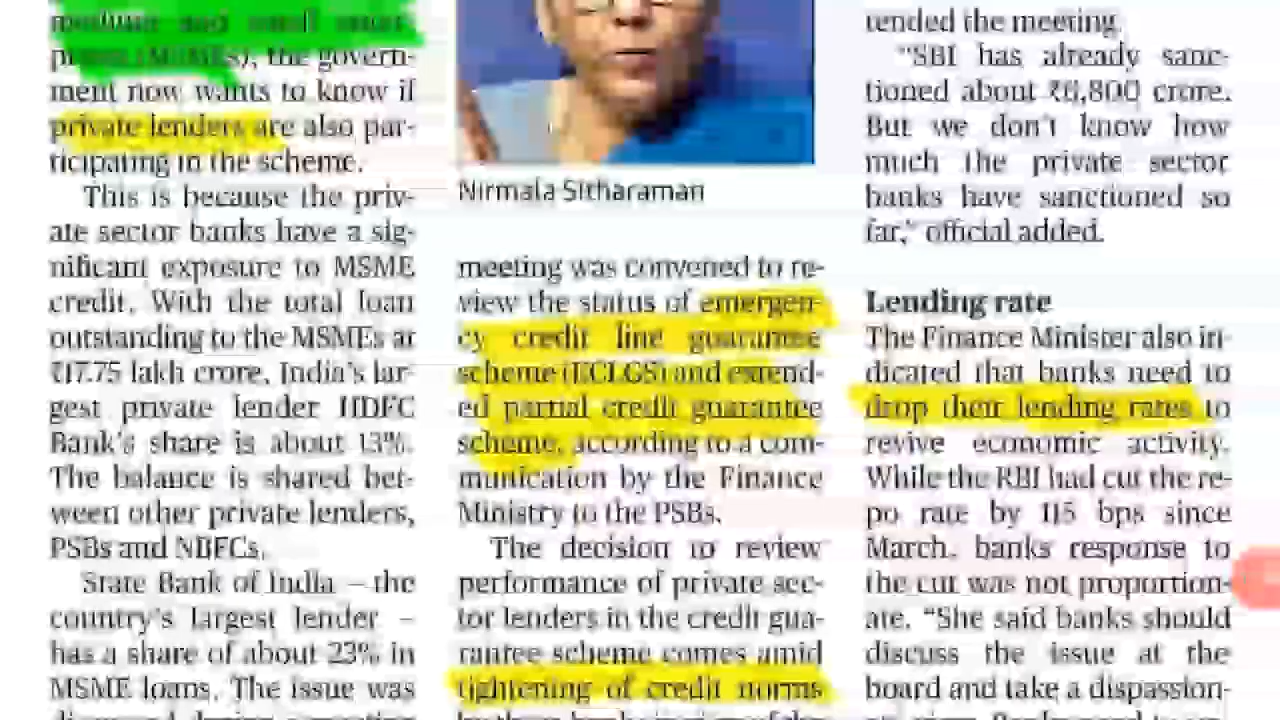 medium and small enter-
prises (MSMEs), the govern-
ment now wants to know if
private lenders are also par-
ticipating in the scheme.
This is because the priv-
ate sector banks have a sig-
nificant exposure to MSME
credit. With the total loan
outstanding to the MSMEs at
₹17.75 lakh crore, India's lar-
gest private lender HDFC
Bank's share is about 13%.
The balance is shared bet-
ween other private lenders,
PSBs and NBFCs.
State Bank of India – the
country's largest lender –
has a share of about 23% in
MSME loans. The issue was
Nirmala Sitharaman
meeting was convened to re-
view the status of emergen-
cy credit line guarantee
scheme (ECLGS) and extend-
ed partial credit guarantee
scheme, according to a com-
munication by the Finance
Ministry to the PSBs.
The decision to review
performance of private sec-
tor lenders in the credit gua-
rantee scheme comes amid
tightening of credit norms
tended the meeting.
"SBI has already sanc-
tioned about ₹6,800 crore.
But we don't know how
much the private sector
banks have sanctioned so
far," official added.
Lending rate
The Finance Minister also in-
dicated that banks need to
drop their lending rates to
revive economic activity.
While the RBI had cut the re-
po rate by 115 bps since
March, banks response to
the cut was not proportion-
ate. "She said banks should
discuss the issue at the
board and take a dispassion-